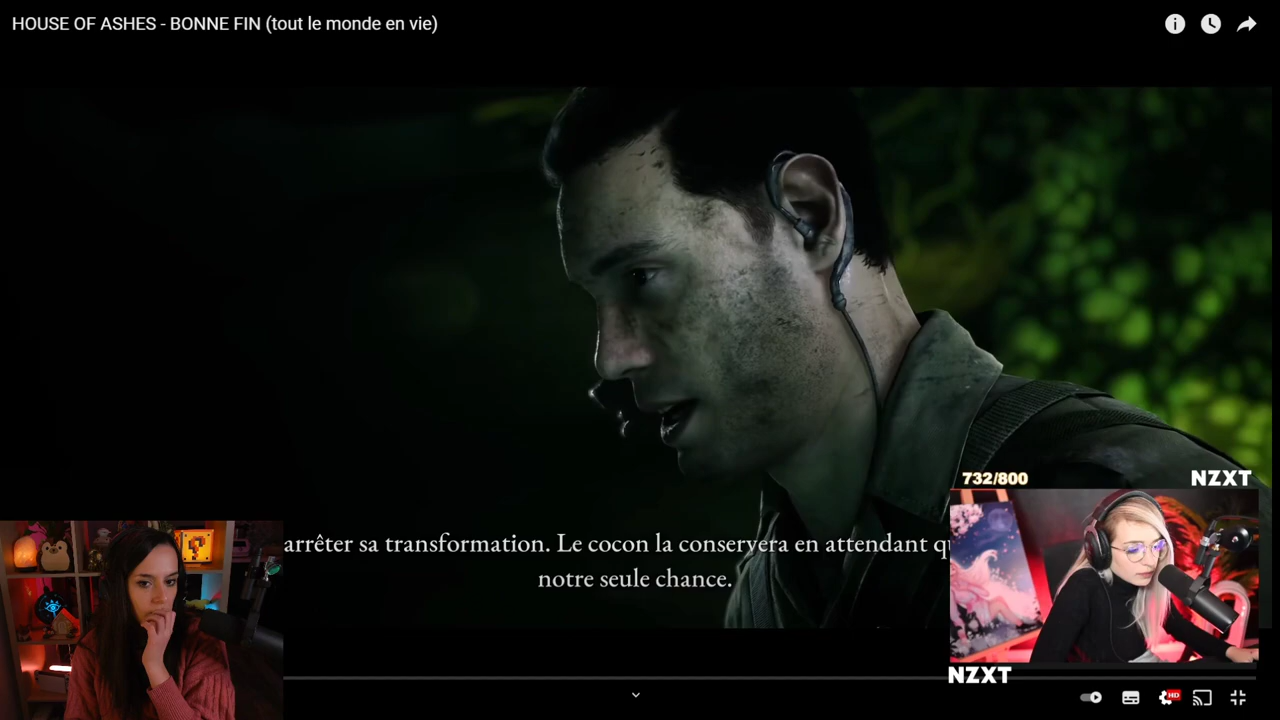 HOUSE OF ASHES - BONNE FIN (tout le monde en vie)
732/800
NZXT
arrêter sa transformation. Le cocon la conservera en attendant
notre seule chance.
NZXT
HD